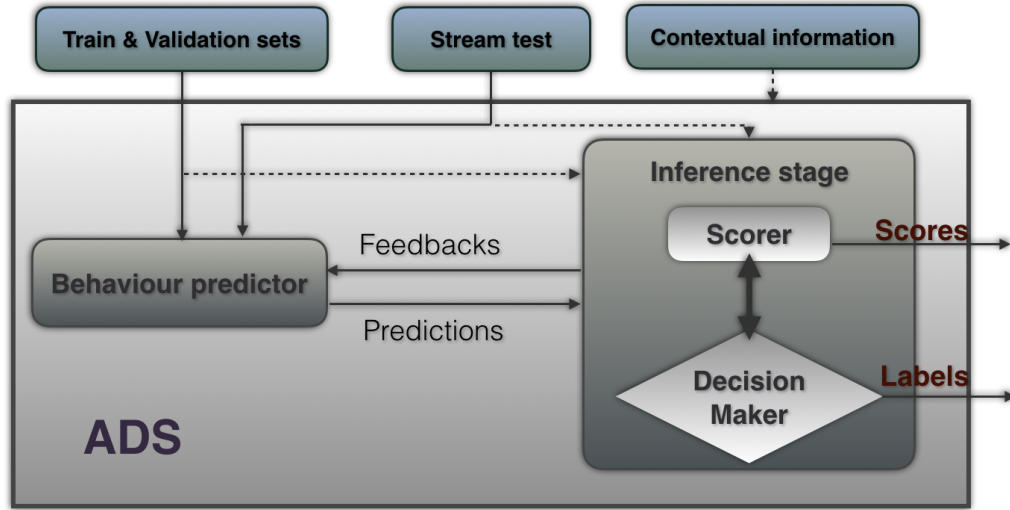 Train & Validation sets
Stream test
Contextual information
Inference stage
Scorer
Scores
Feedbacks
Behaviour predictor
Predictions
Decision
Maker
Labels
ADS